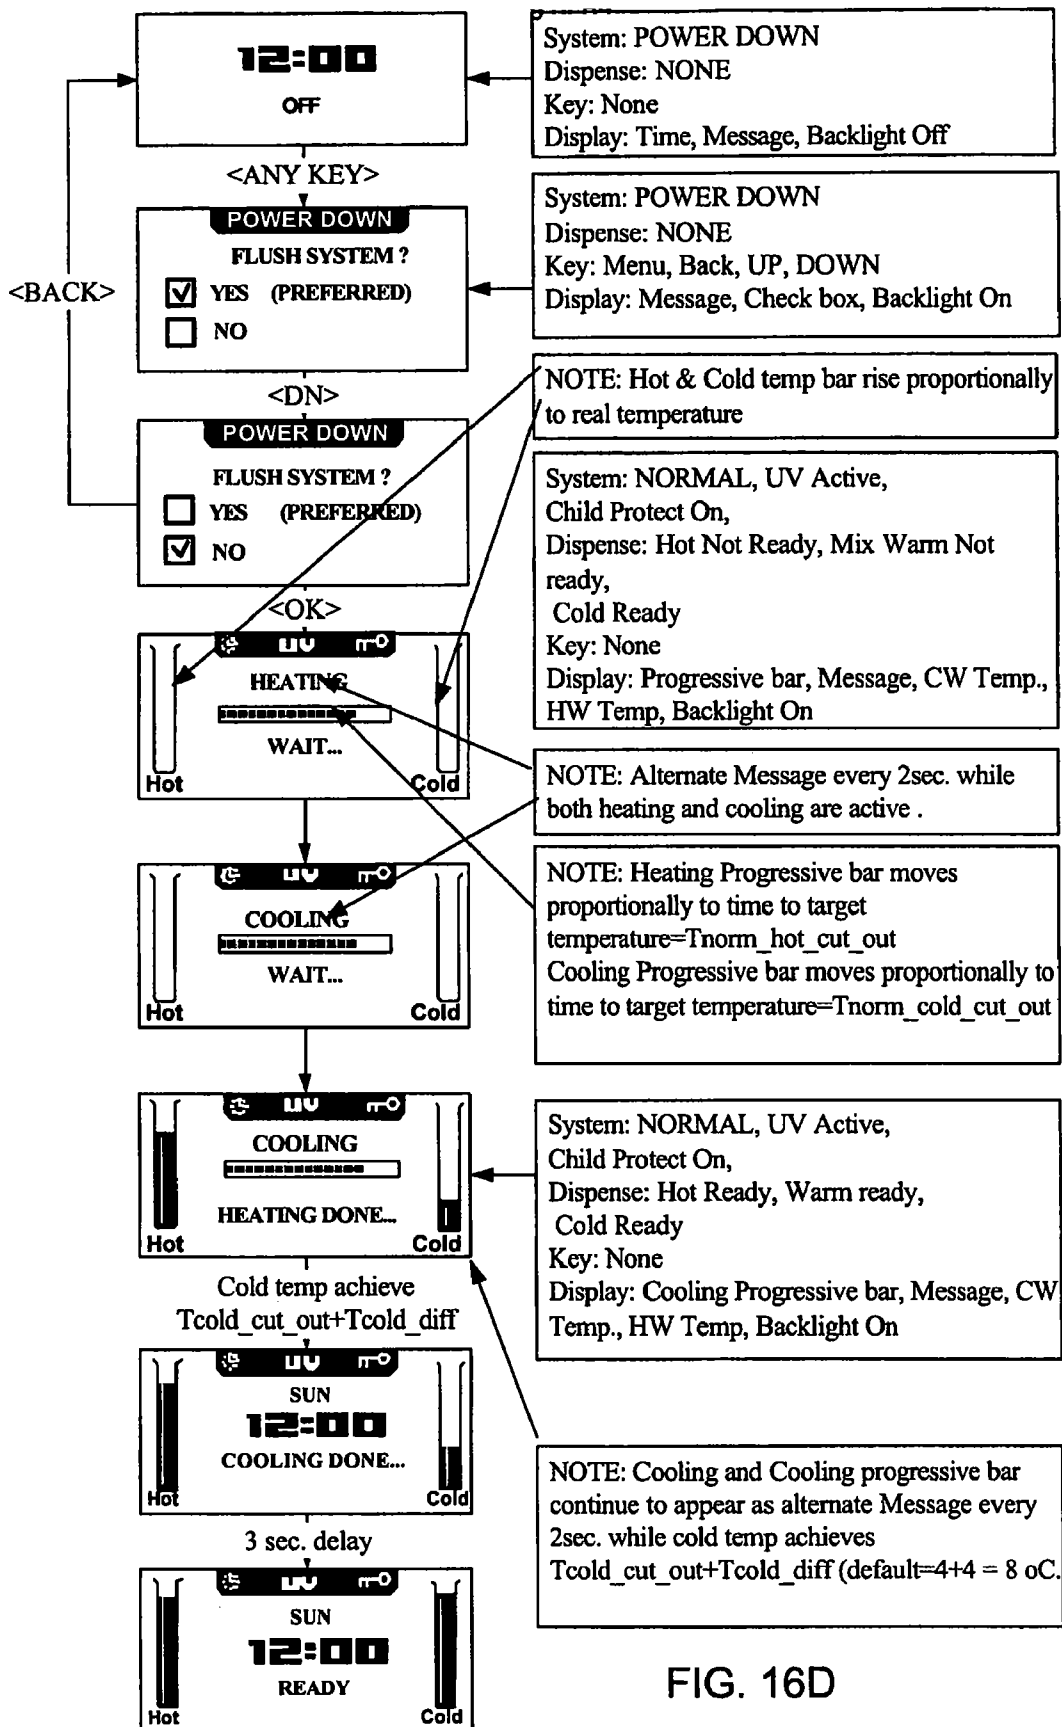 12:00
OFF
System: POWER DOWN
Dispense: NONE
Key: None
Display: Time, Message, Backlight Off
<ANY KEY>
<BACK>
POWER DOWN
FLUSH SYSTEM ?
YES (PREFERRED)
NO
System: POWER DOWN
Dispense: NONE
Key: Menu, Back, UP, DOWN
Display: Message, Check box, Backlight On
<DN>
NOTE: Hot & Cold temp bar rise proportionally
to real temperature
POWER DOWN
FLUSH SYSTEM ?
YES (PREFERRED)
NO
<OK>
System: NORMAL, UV Active,
Child Protect On,
Dispense: Hot Not Ready, Mix Warm Not
ready,
Cold Ready
Key: None
Display: Progressive bar, Message, CW Temp.,
HW Temp, Backlight On
UV
HEATING
WAIT...
Hot
Cold
NOTE: Alternate Message every 2sec. while
both heating and cooling are active .
UV
COOLING
WAIT...
Hot
Cold
NOTE: Heating Progressive bar moves
proportionally to time to target
temperature=Tnorm_hot_cut_out
Cooling Progressive bar moves proportionally to
time to target temperature=Tnorm_cold_cut_out
UV
COOLING
HEATING DONE...
Hot
Cold
System: NORMAL, UV Active,
Child Protect On,
Dispense: Hot Ready, Warm ready,
Cold Ready
Key: None
Display: Cooling Progressive bar, Message, CW
Temp., HW Temp, Backlight On
Cold temp achieve
Tcold_cut_out+Tcold_diff
UV
SUN
12:00
COOLING DONE...
Hot
Cold
NOTE: Cooling and Cooling progressive bar
continue to appear as alternate Message every
2sec. while cold temp achieves
Tcold_cut_out+Tcold_diff (default=4+4 = 8 oC.
3 sec. delay
UV
SUN
12:00
READY
Hot
Cold
FIG. 16D